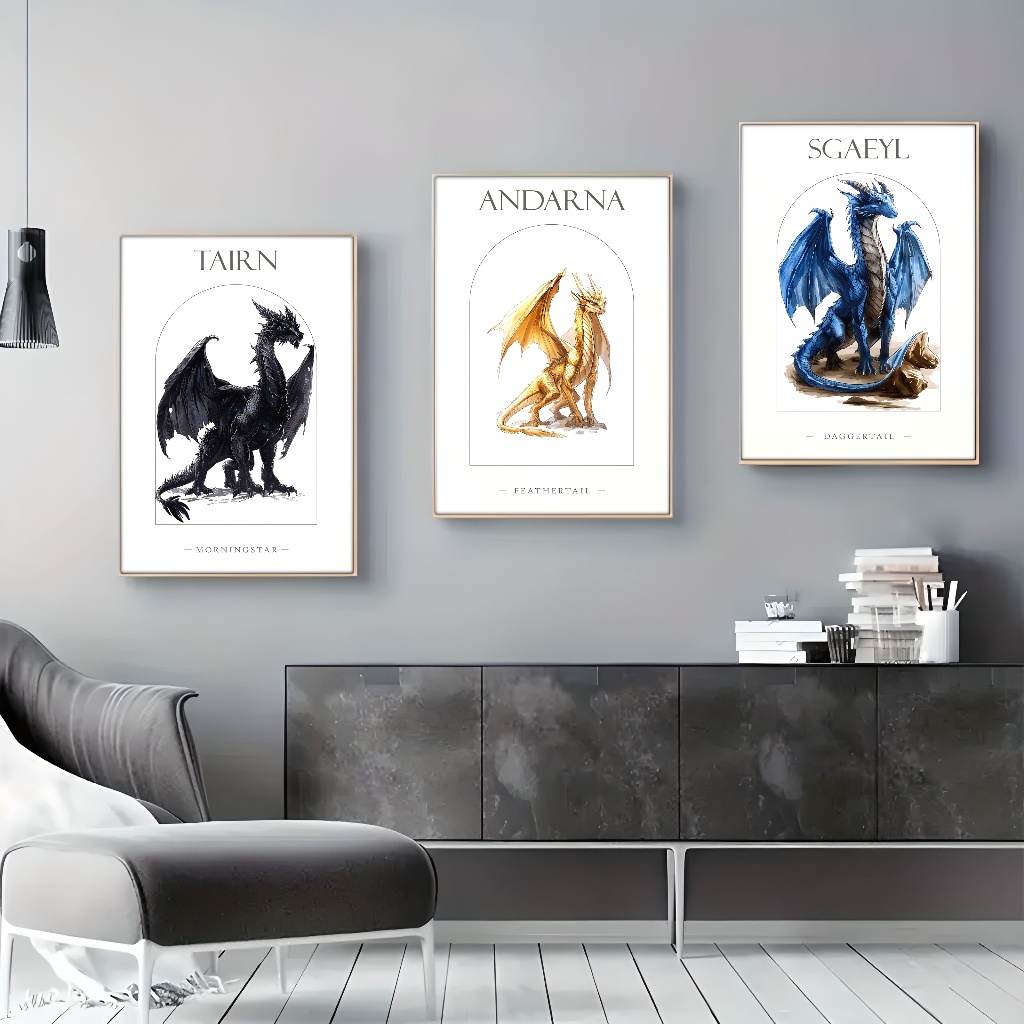 TAIRN
— MORNINGSTAR —
ANDARNA
— FEATHERTAIL —
SGAEYL
— DAGGERTAIL —